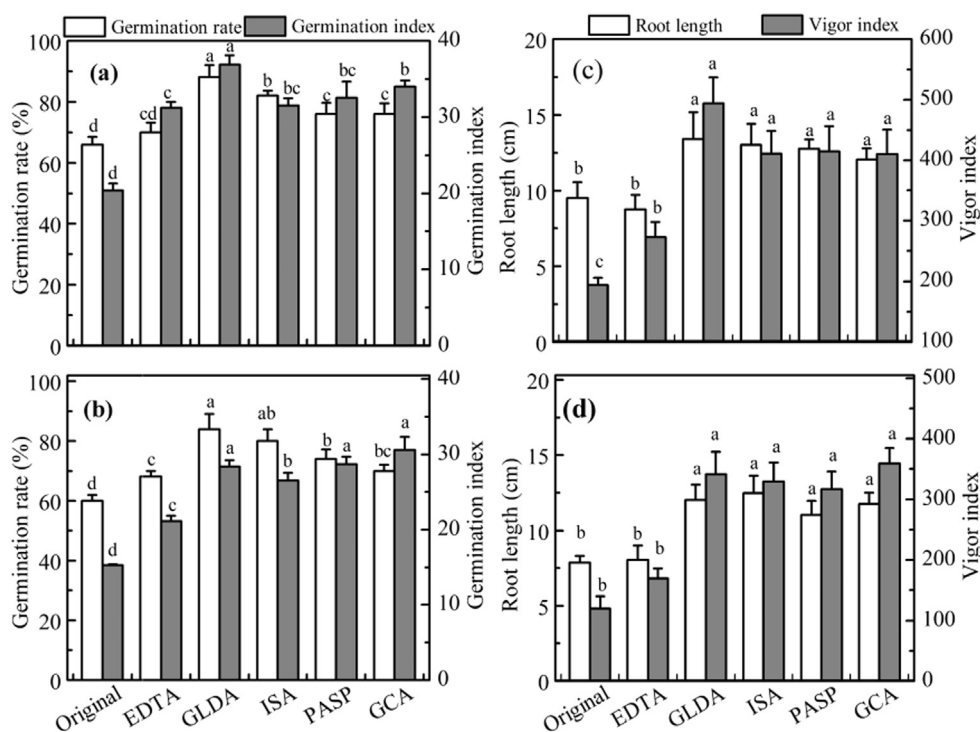 Germination rate Germination index
Root length Vigor index
(a)
100
80
60
40
20
0
Germination rate (%)
40
30
20
10
0
Germination index
d d cd c a a b bc c bc c b
(c)
20
15
10
5
0
Root length (cm)
600
500
400
300
200
100
Vigor index
b c b b a a a a a a a a
(b)
100
80
60
40
20
0
Germination rate (%)
40
30
20
10
0
Germination index
d d c c a a ab b b a bc a
Original EDTA GLDA ISA PASP GCA
(d)
20
15
10
5
0
Root length (cm)
500
400
300
200
100
0
Vigor index
b b b b a a a a a a a a
Original EDTA GLDA ISA PASP GCA